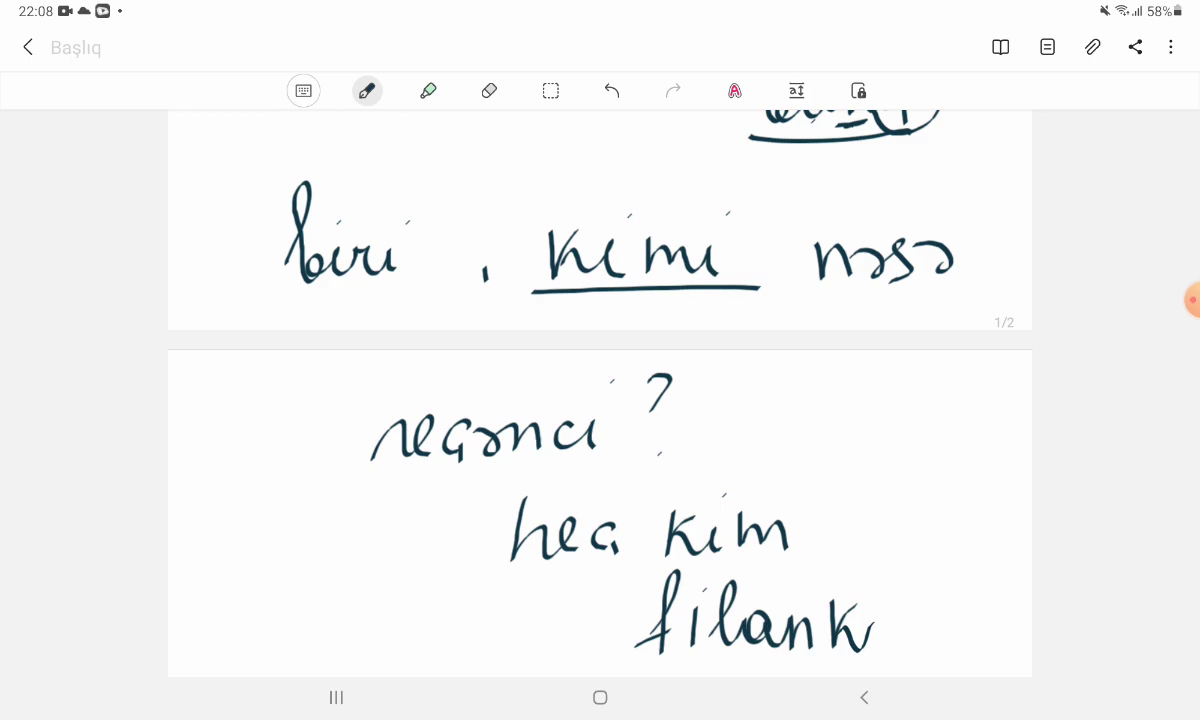 22:08 58%
Başlıq
biri, kimi nəsə
1/2
neçənci?
heç kim
filank